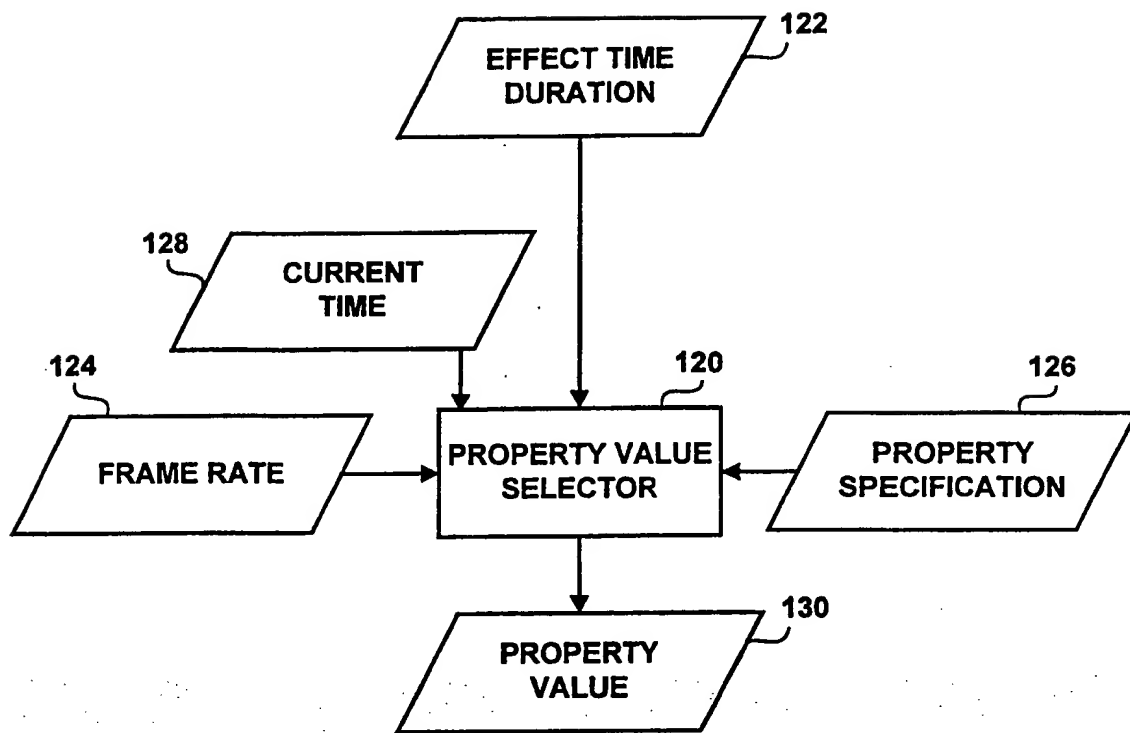 122
EFFECT TIME
DURATION
128
CURRENT
TIME
124
FRAME RATE
120
PROPERTY VALUE
SELECTOR
126
PROPERTY
SPECIFICATION
130
PROPERTY
VALUE